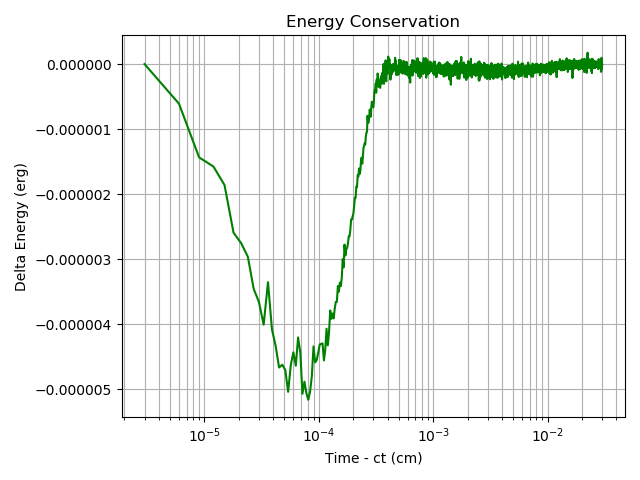 Energy Conservation
0.000000
−0.000001
−0.000002
−0.000003
−0.000004
−0.000005
Delta Energy (erg)
10⁻⁵ 10⁻⁴ 10⁻³ 10⁻²
Time - ct (cm)